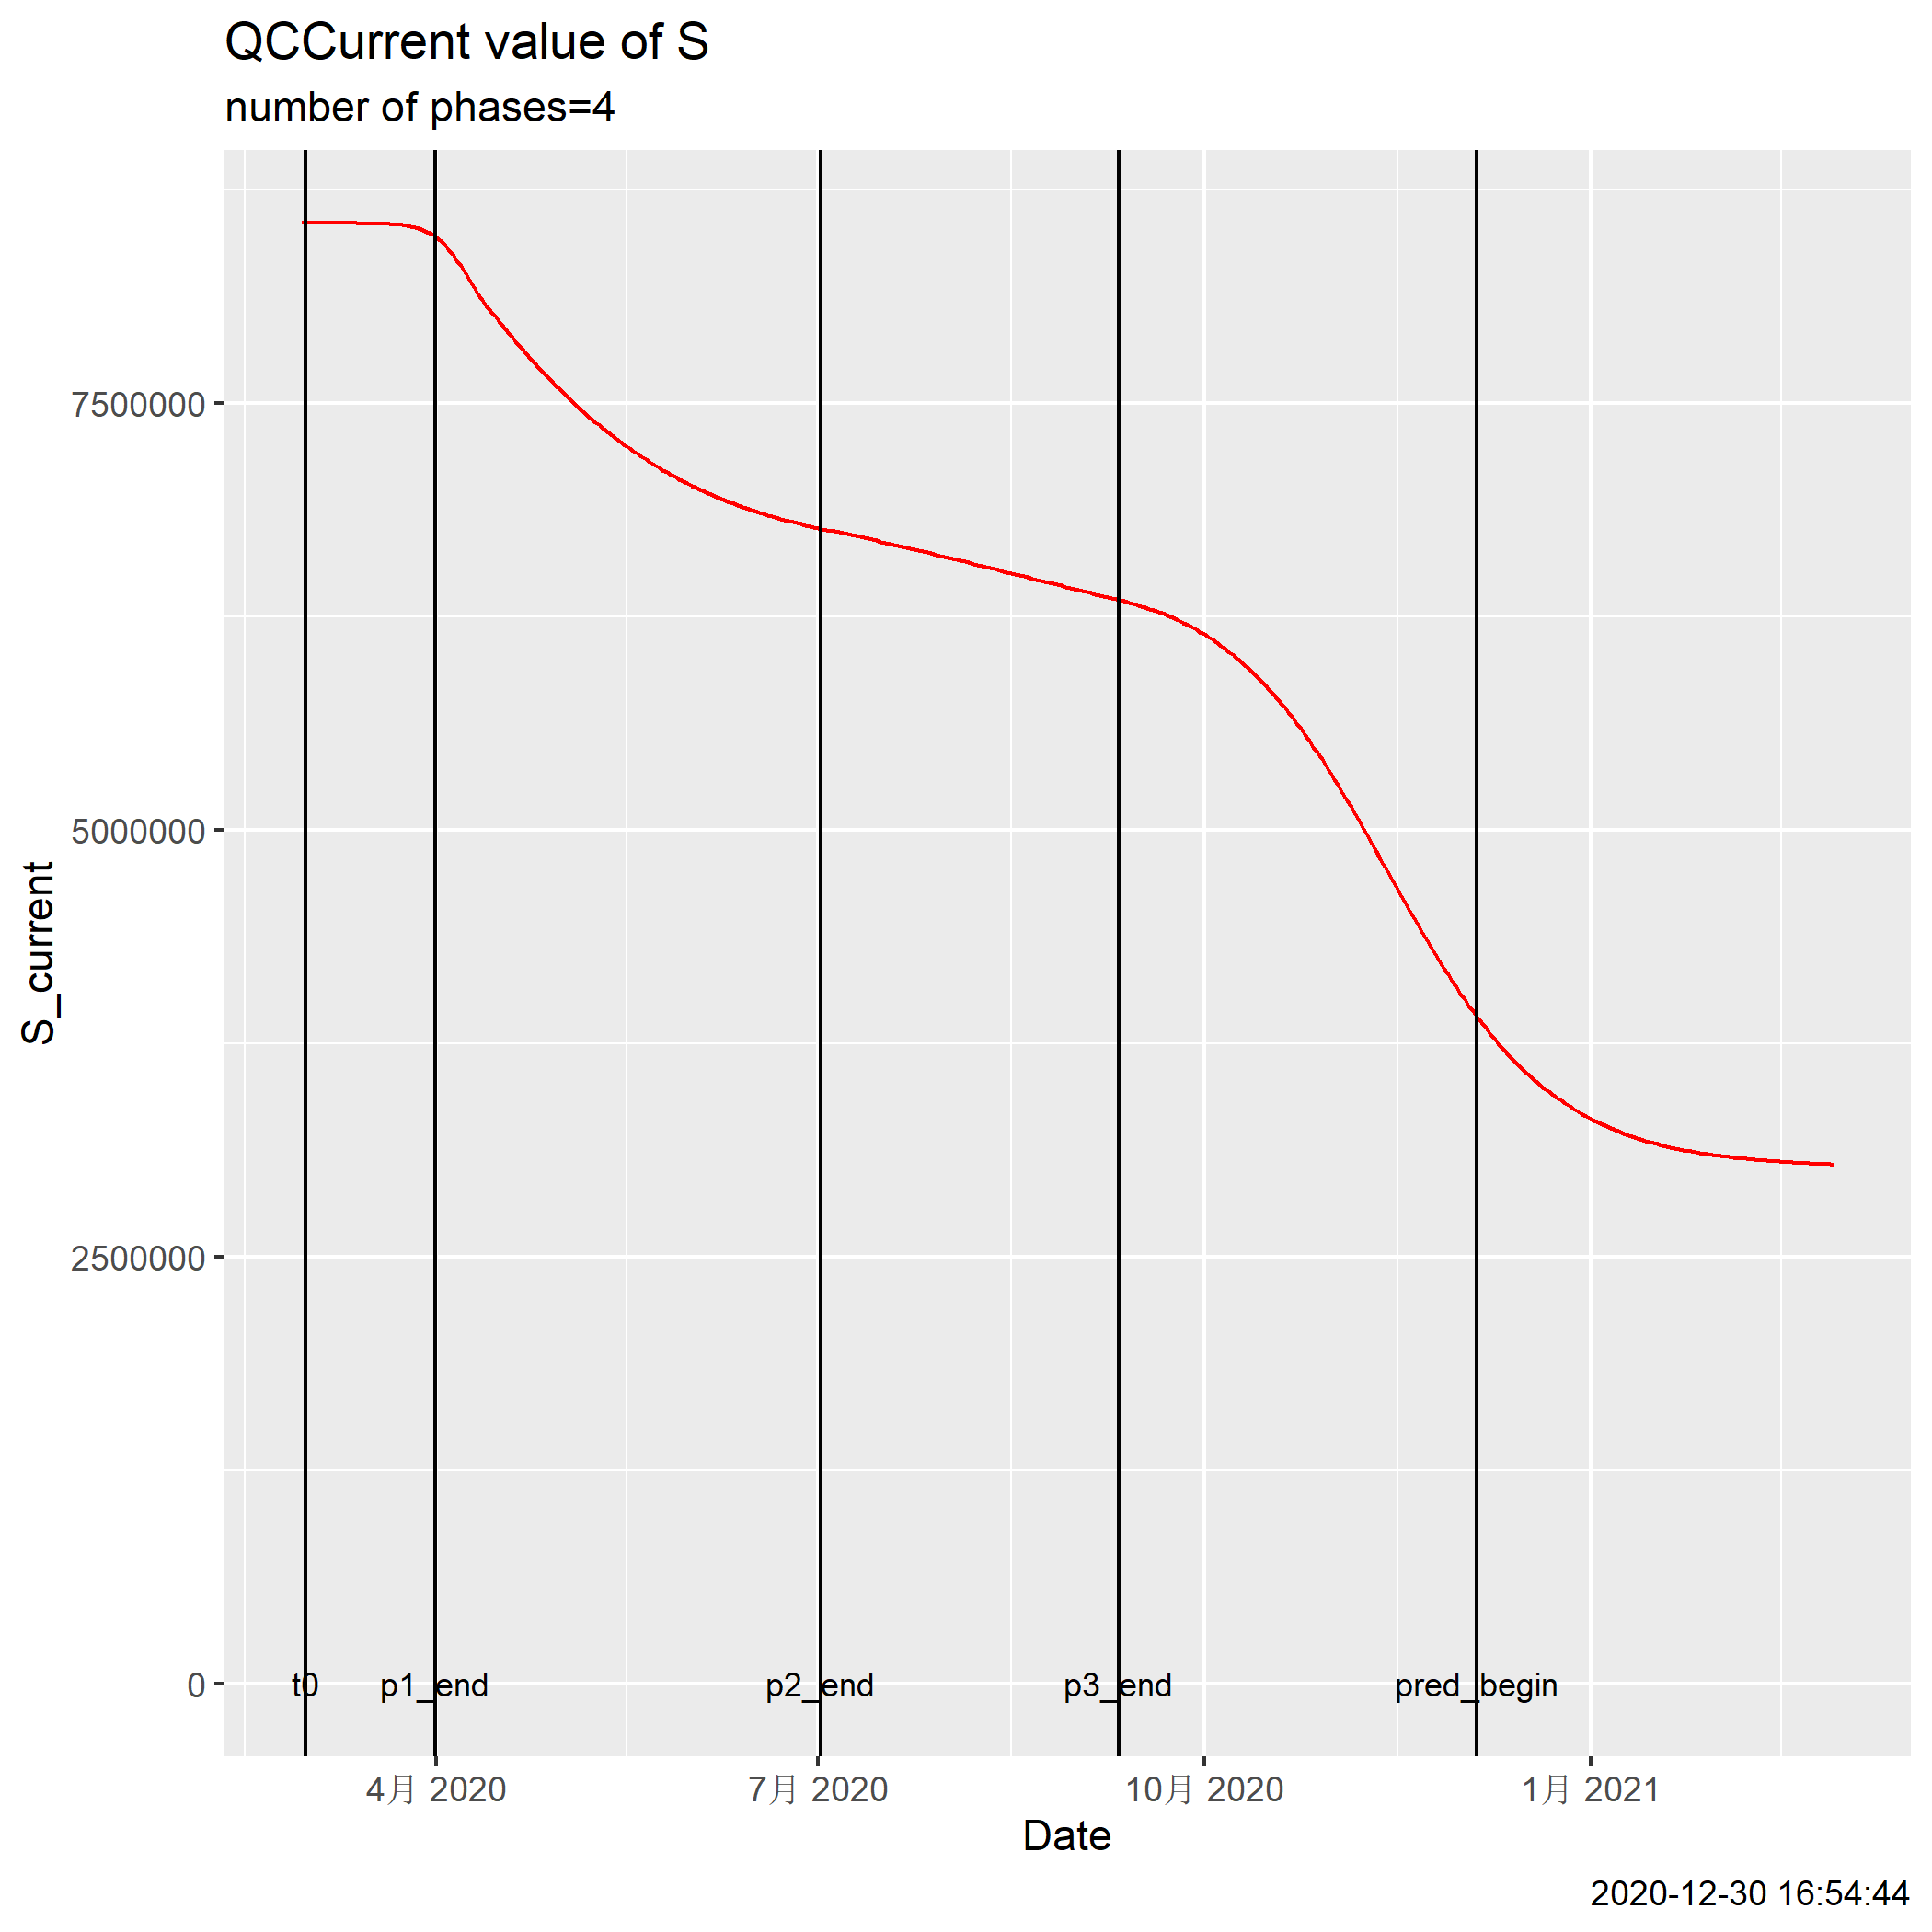 QCCurrent value of S
number of phases=4
S_current
7500000
5000000
2500000
0
t0 p1_end p2_end p3_end pred_begin
4月 2020 7月 2020 10月 2020 1月 2021
Date
2020-12-30 16:54:44